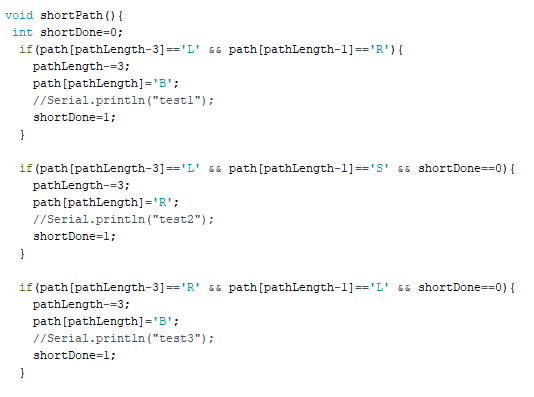 void shortPath(){
 int shortDone=0;
  if(path[pathLength-3]=='L' && path[pathLength-1]=='R'){
    pathLength-=3;
    path[pathLength]='B';
    //Serial.println("test1");
    shortDone=1;
  }

  if(path[pathLength-3]=='L' && path[pathLength-1]=='S' && shortDone==0){
    pathLength-=3;
    path[pathLength]='R';
    //Serial.println("test2");
    shortDone=1;
  }

  if(path[pathLength-3]=='R' && path[pathLength-1]=='L' && shortDone==0){
    pathLength-=3;
    path[pathLength]='B';
    //Serial.println("test3");
    shortDone=1;
  }